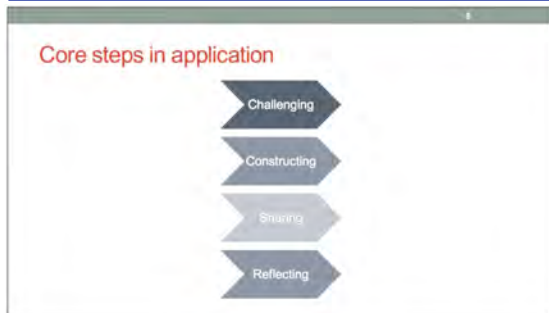 Core steps in application
Challenging
Constructing
Sharing
Reflecting